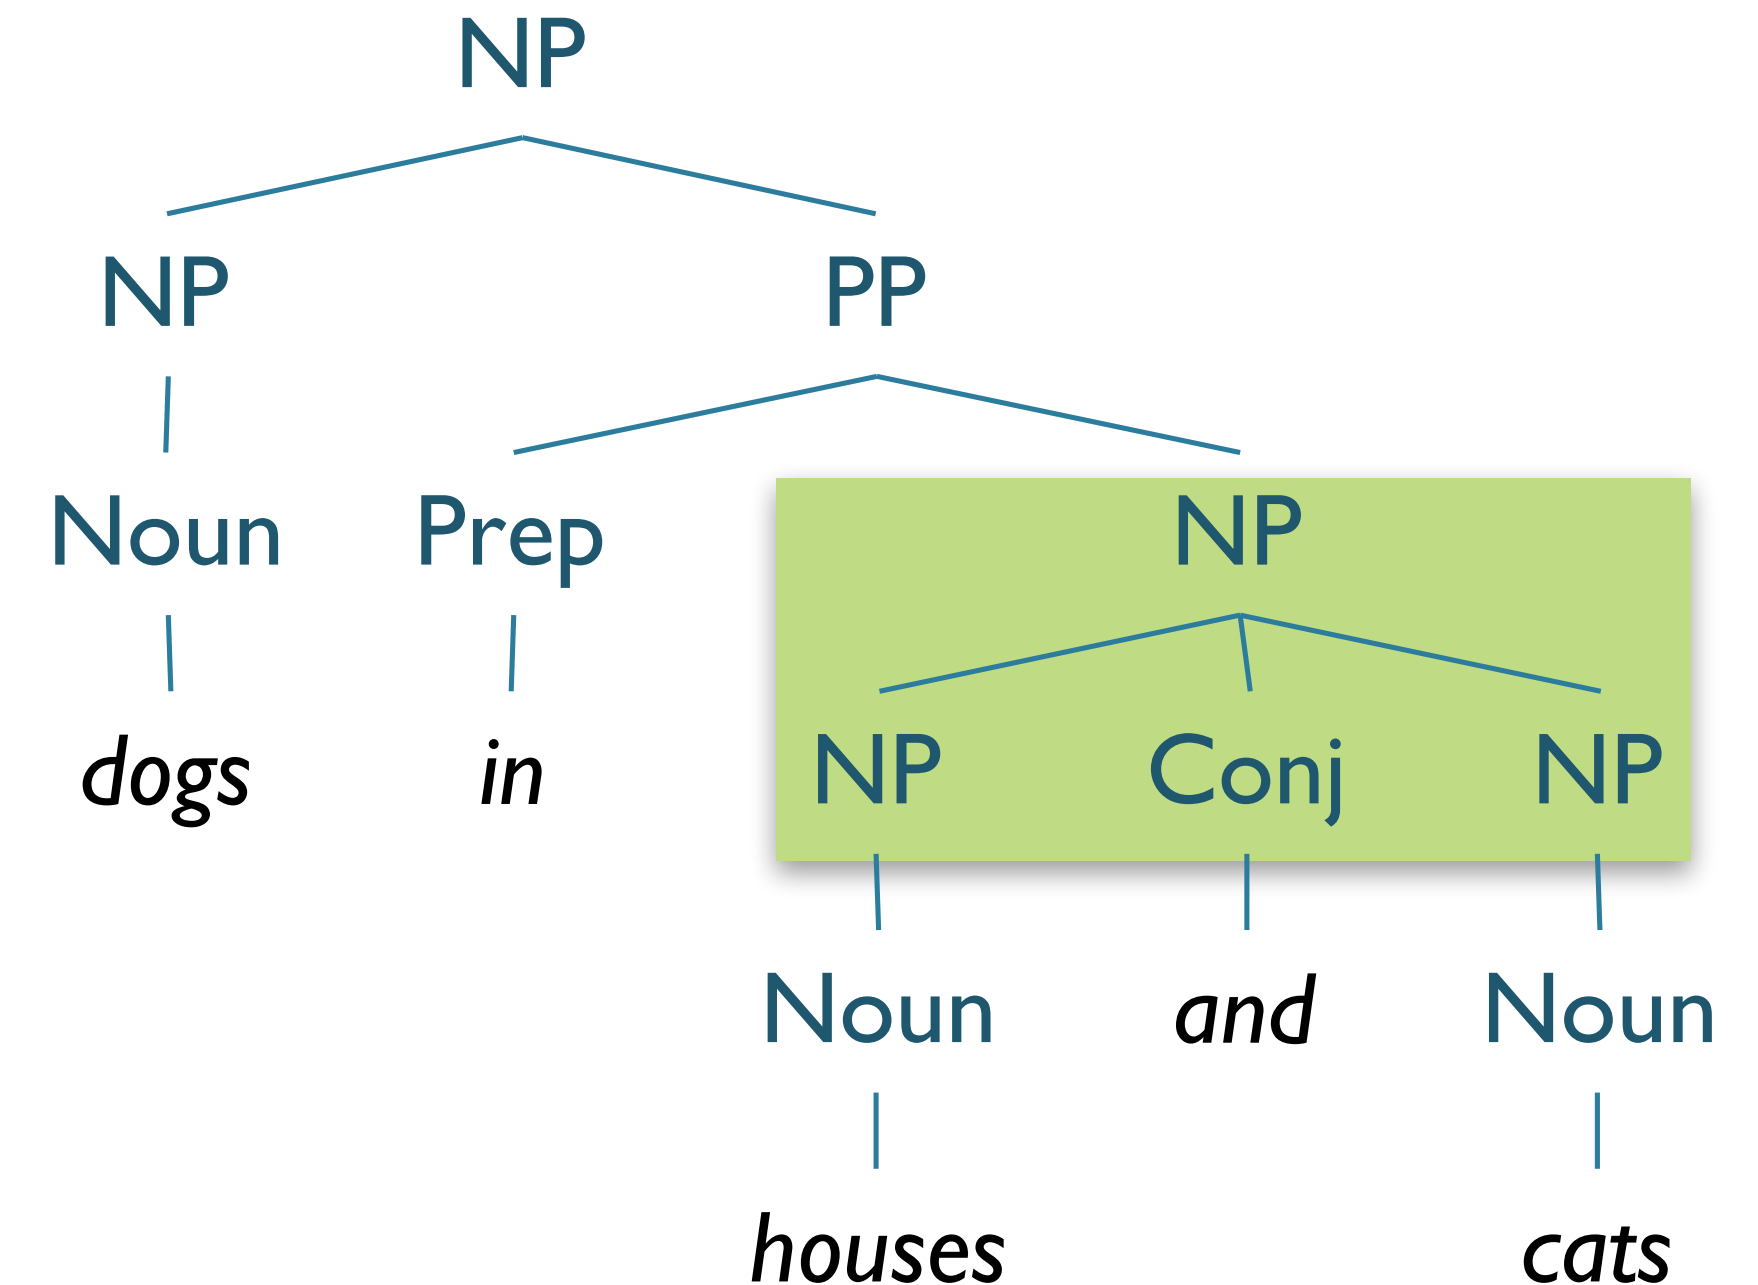 NP
NP PP
Noun Prep NP
dogs in NP Conj NP
Noun and Noun
houses cats